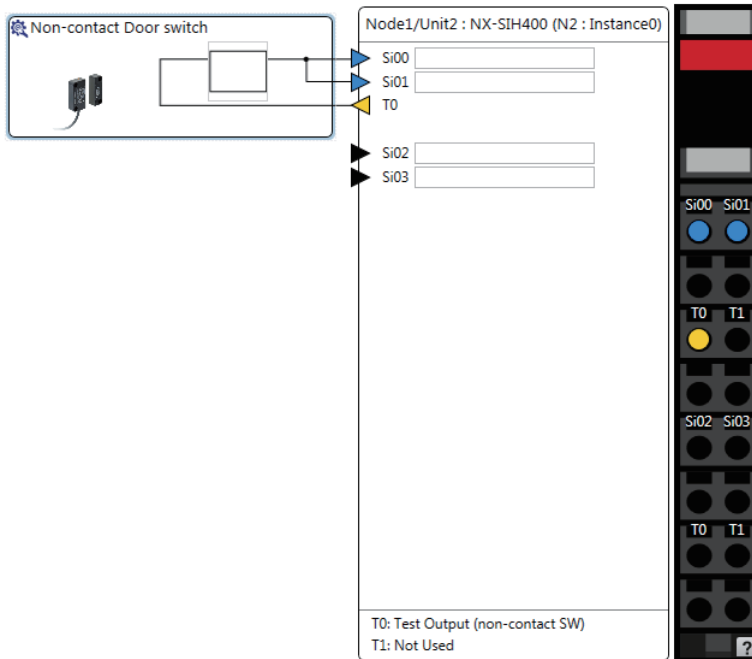 Non-contact Door switch
Node1/Unit2 : NX-SIH400 (N2 : Instance0)
Si00
Si01
T0
Si02
Si03
T0: Test Output (non-contact SW)
T1: Not Used
Si00 Si01
T0 T1
Si02 Si03
T0 T1
?